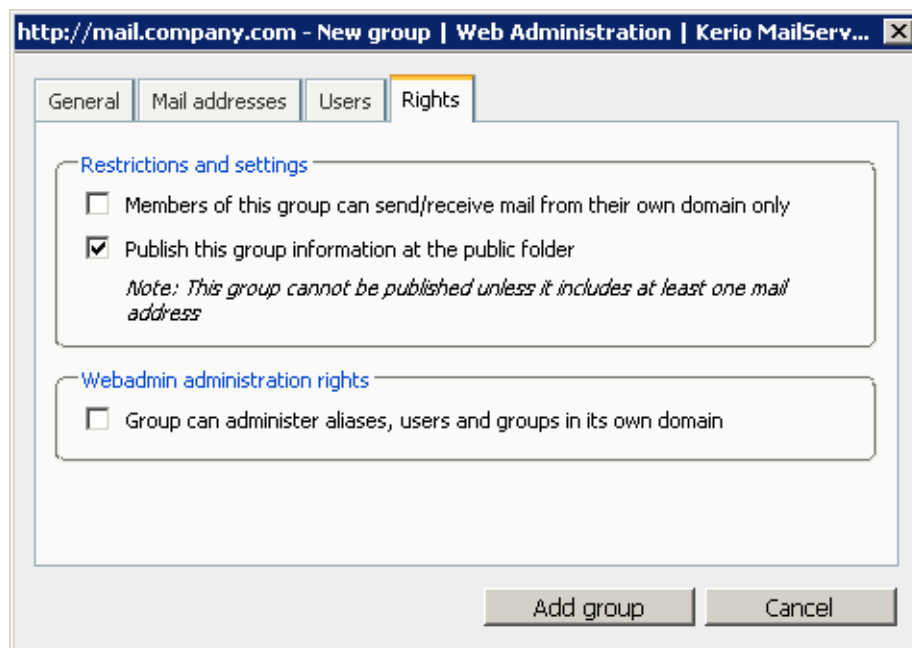 http://mail.company.com - New group | Web Administration | Kerio MailServ...
General Mail addresses Users Rights
Restrictions and settings
Members of this group can send/receive mail from their own domain only
Publish this group information at the public folder
Note: This group cannot be published unless it includes at least one mail
address
Webadmin administration rights
Group can administer aliases, users and groups in its own domain
Add group Cancel